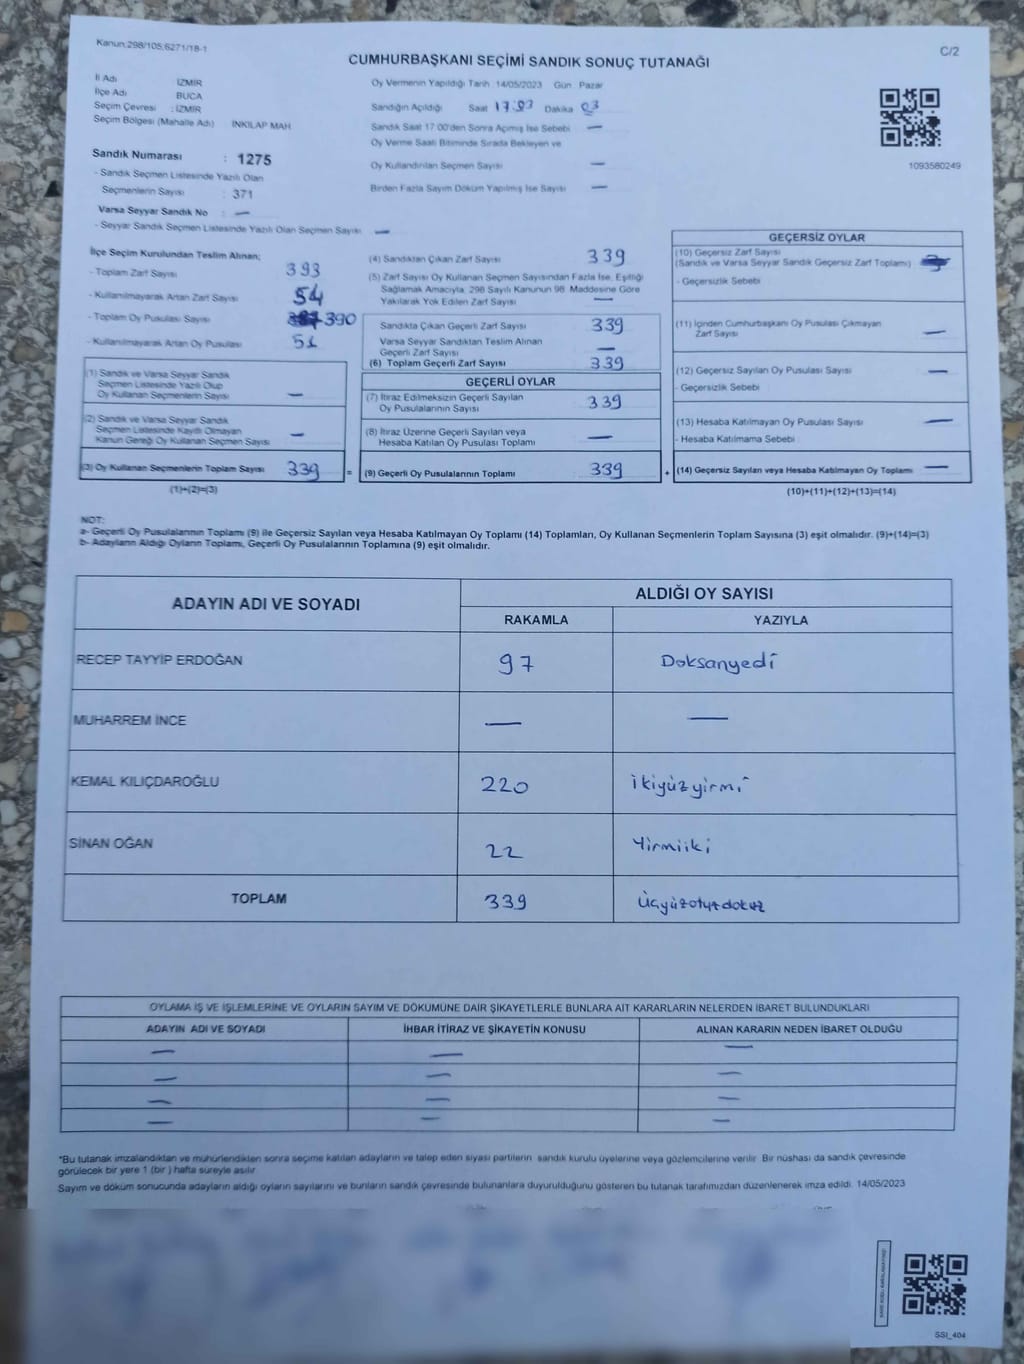 Kanun;298/105;6271/18-1
C/2
CUMHURBAŞKANI SEÇİMİ SANDIK SONUÇ TUTANAĞI
İl Adı : İZMİR
İlçe Adı BUCA
Seçim Çevresi : İZMİR
Seçim Bölgesi (Mahalle Adı) İNKILAP MAH
Sandık Numarası : 1275
- Sandık Seçmen Listesinde Yazılı Olan
Seçmenlerin Sayısı : 371
Varsa Seyyar Sandık No : —
- Seyyar Sandık Seçmen Listesinde Yazılı Olan Seçmen Sayısı —
Oy Vermenin Yapıldığı Tarih 14/05/2023 Gün Pazar
Sandığın Açıldığı Saat Dakika 03
Sandık Saat 17:00'den Sonra Açımış İse Sebebi —
Oy Verme Saati Bitiminde Sırada Bekleyen ve
Oy Kullandırılan Seçmen Sayısı —
Birden Fazla Sayım Döküm Yapılmış İse Sayısı —
1093580249
İlçe Seçim Kurulundan Teslim Alınan;
- Toplam Zarf Sayısı 393
- Kullanılmayarak Artan Zarf Sayısı 54
- Toplam Oy Pusulası Sayısı 390
- Kullanılmayarak Artan Oy Pusulası 51
(1) Sandık ve Varsa Seyyar Sandık
Seçmen Listesinde Yazılı Olup
Oy Kullanan Seçmenlerin Sayısı —
(2) Sandık ve Varsa Seyyar Sandık
Seçmen Listesinde Kayıtlı Olmayan
Kanun Gereği Oy Kullanan Seçmen Sayısı —
(3) Oy Kullanan Seçmenlerin Toplam Sayısı 339 =
(1)+(2)=(3)
(4) Sandıktan Çıkan Zarf Sayısı 339
(5) Zarf Sayısı Oy Kullanan Seçmen Sayısından Fazla İse, Eşitliği
Sağlamak Amacıyla, 298 Sayılı Kanunun 98. Maddesine Göre
Yakılarak Yok Edilen Zarf Sayısı —
Sandıkta Çıkan Geçerli Zarf Sayısı 339
Varsa Seyyar Sandıktan Teslim Alınan
Geçerli Zarf Sayısı —
(6) Toplam Geçerli Zarf Sayısı 339
GEÇERLİ OYLAR
(7) İtiraz Edilmeksizin Geçerli Sayılan
Oy Pusulalarının Sayısı 339
(8) İtiraz Üzerine Geçerli Sayılan veya
Hesaba Katılan Oy Pusulası Toplamı —
(9) Geçerli Oy Pusulalarının Toplamı 339 +
GEÇERSİZ OYLAR
(10) Geçersiz Zarf Sayısı
(Sandık ve Varsa Seyyar Sandık Geçersiz Zarf Toplamı)
- Geçersizlik Sebebi
(11) İçinden Cumhurbaşkanı Oy Pusulası Çıkmayan
Zarf Sayısı —
(12) Geçersiz Sayılan Oy Pusulası Sayısı —
- Geçersizlik Sebebi
(13) Hesaba Katılmayan Oy Pusulası Sayısı —
- Hesaba Katılmama Sebebi
(14) Geçersiz Sayılan veya Hesaba Katılmayan Oy Toplamı —
(10)+(11)+(12)+(13)=(14)
NOT:
a- Geçerli Oy Pusulalarının Toplamı (9) ile Geçersiz Sayılan veya Hesaba Katılmayan Oy Toplamı (14) Toplamları, Oy Kullanan Seçmenlerin Toplam Sayısına (3) eşit olmalıdır. (9)+(14)=(3)
b- Adayların Aldığı Oyların Toplamı, Geçerli Oy Pusulalarının Toplamına (9) eşit olmalıdır.
ADAYIN ADI VE SOYADI
ALDIĞI OY SAYISI
RAKAMLA YAZIYLA
RECEP TAYYİP ERDOĞAN 97 Doksanyedi
MUHARREM İNCE — —
KEMAL KILIÇDAROĞLU 220 ikiyüzyirmi
SİNAN OĞAN 22 Yirmiiki
TOPLAM 339 Üçyüzotuzdokuz
OYLAMA İŞ VE İŞLEMLERİNE VE OYLARIN SAYIM VE DÖKÜMÜNE DAİR ŞİKAYETLERLE BUNLARA AİT KARARLARIN NELERDEN İBARET BULUNDUKLARI
ADAYIN ADI VE SOYADI İHBAR İTİRAZ VE ŞİKAYETİN KONUSU ALINAN KARARIN NEDEN İBARET OLDUĞU
— — —
— — —
— — —
— — —
*Bu tutanak imzalandıktan ve mühürlendikten sonra seçime katılan adayların ve talep eden siyasi partilerin sandık kurulu üyelerine veya gözlemcilerine verilir. Bir nüshası da sandık çevresinde
görülecek bir yere 1 (bir ) hafta süreyle asılır.
Sayım ve döküm sonucunda adayların aldığı oyların sayılarını ve bunların sandık çevresinde bulunanlara duyurulduğunu gösteren bu tutanak tarafımızdan düzenlenerek imza edildi. 14/05/2023
SSI_404